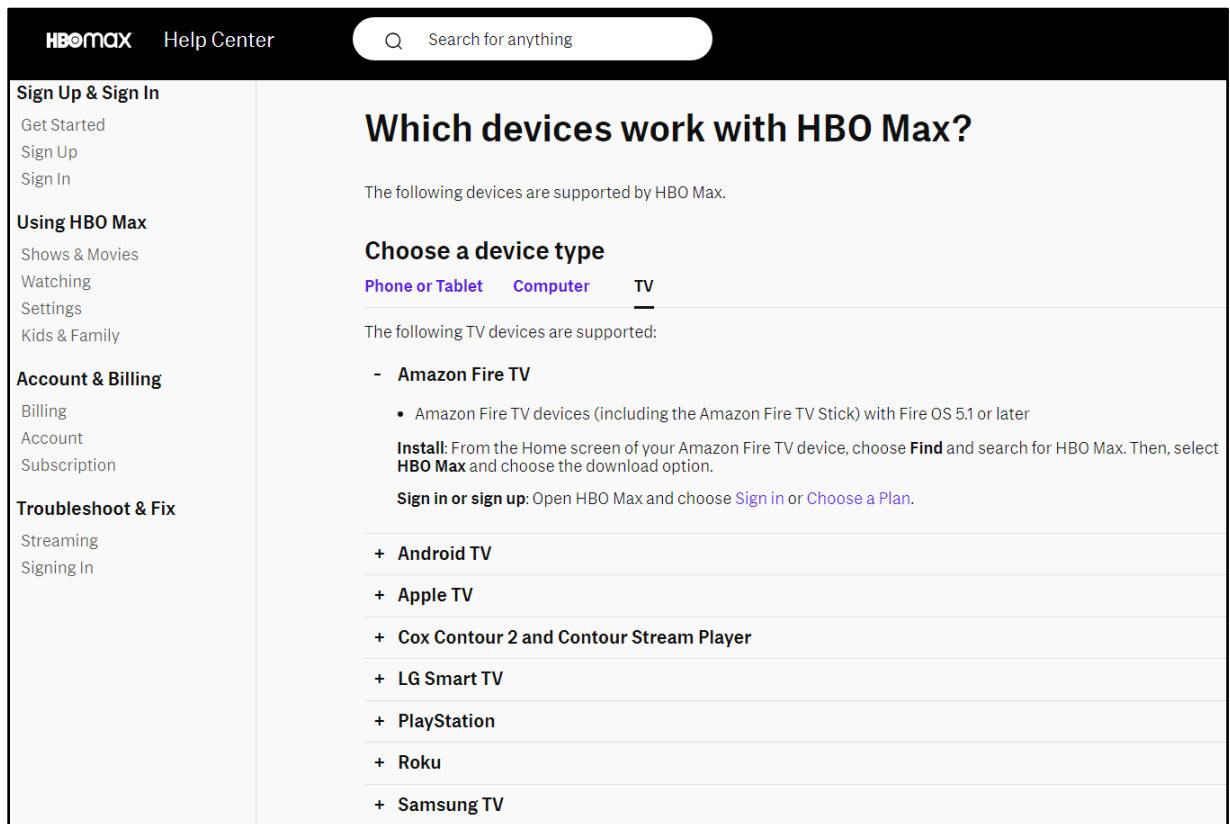 HBOMAX Help Center Search for anything
Sign Up & Sign In
Get Started
Sign Up
Sign In
Using HBO Max
Shows & Movies
Watching
Settings
Kids & Family
Account & Billing
Billing
Account
Subscription
Troubleshoot & Fix
Streaming
Signing In
Which devices work with HBO Max?
The following devices are supported by HBO Max.
Choose a device type
Phone or Tablet Computer TV
The following TV devices are supported:
- Amazon Fire TV
• Amazon Fire TV devices (including the Amazon Fire TV Stick) with Fire OS 5.1 or later
Install: From the Home screen of your Amazon Fire TV device, choose Find and search for HBO Max. Then, select
HBO Max and choose the download option.
Sign in or sign up: Open HBO Max and choose Sign in or Choose a Plan.
+ Android TV
+ Apple TV
+ Cox Contour 2 and Contour Stream Player
+ LG Smart TV
+ PlayStation
+ Roku
+ Samsung TV